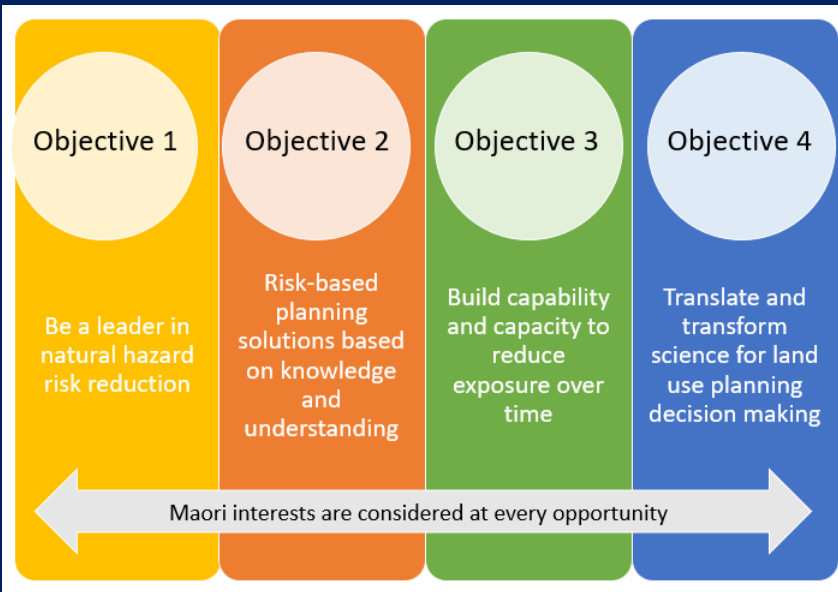 Objective 1
Be a leader in
natural hazard
risk reduction
Objective 2
Risk-based
planning
solutions based
on knowledge
and
understanding
Objective 3
Build capability
and capacity to
reduce
exposure over
time
Objective 4
Translate and
transform
science for land
use planning
decision making
Maori interests are considered at every opportunity